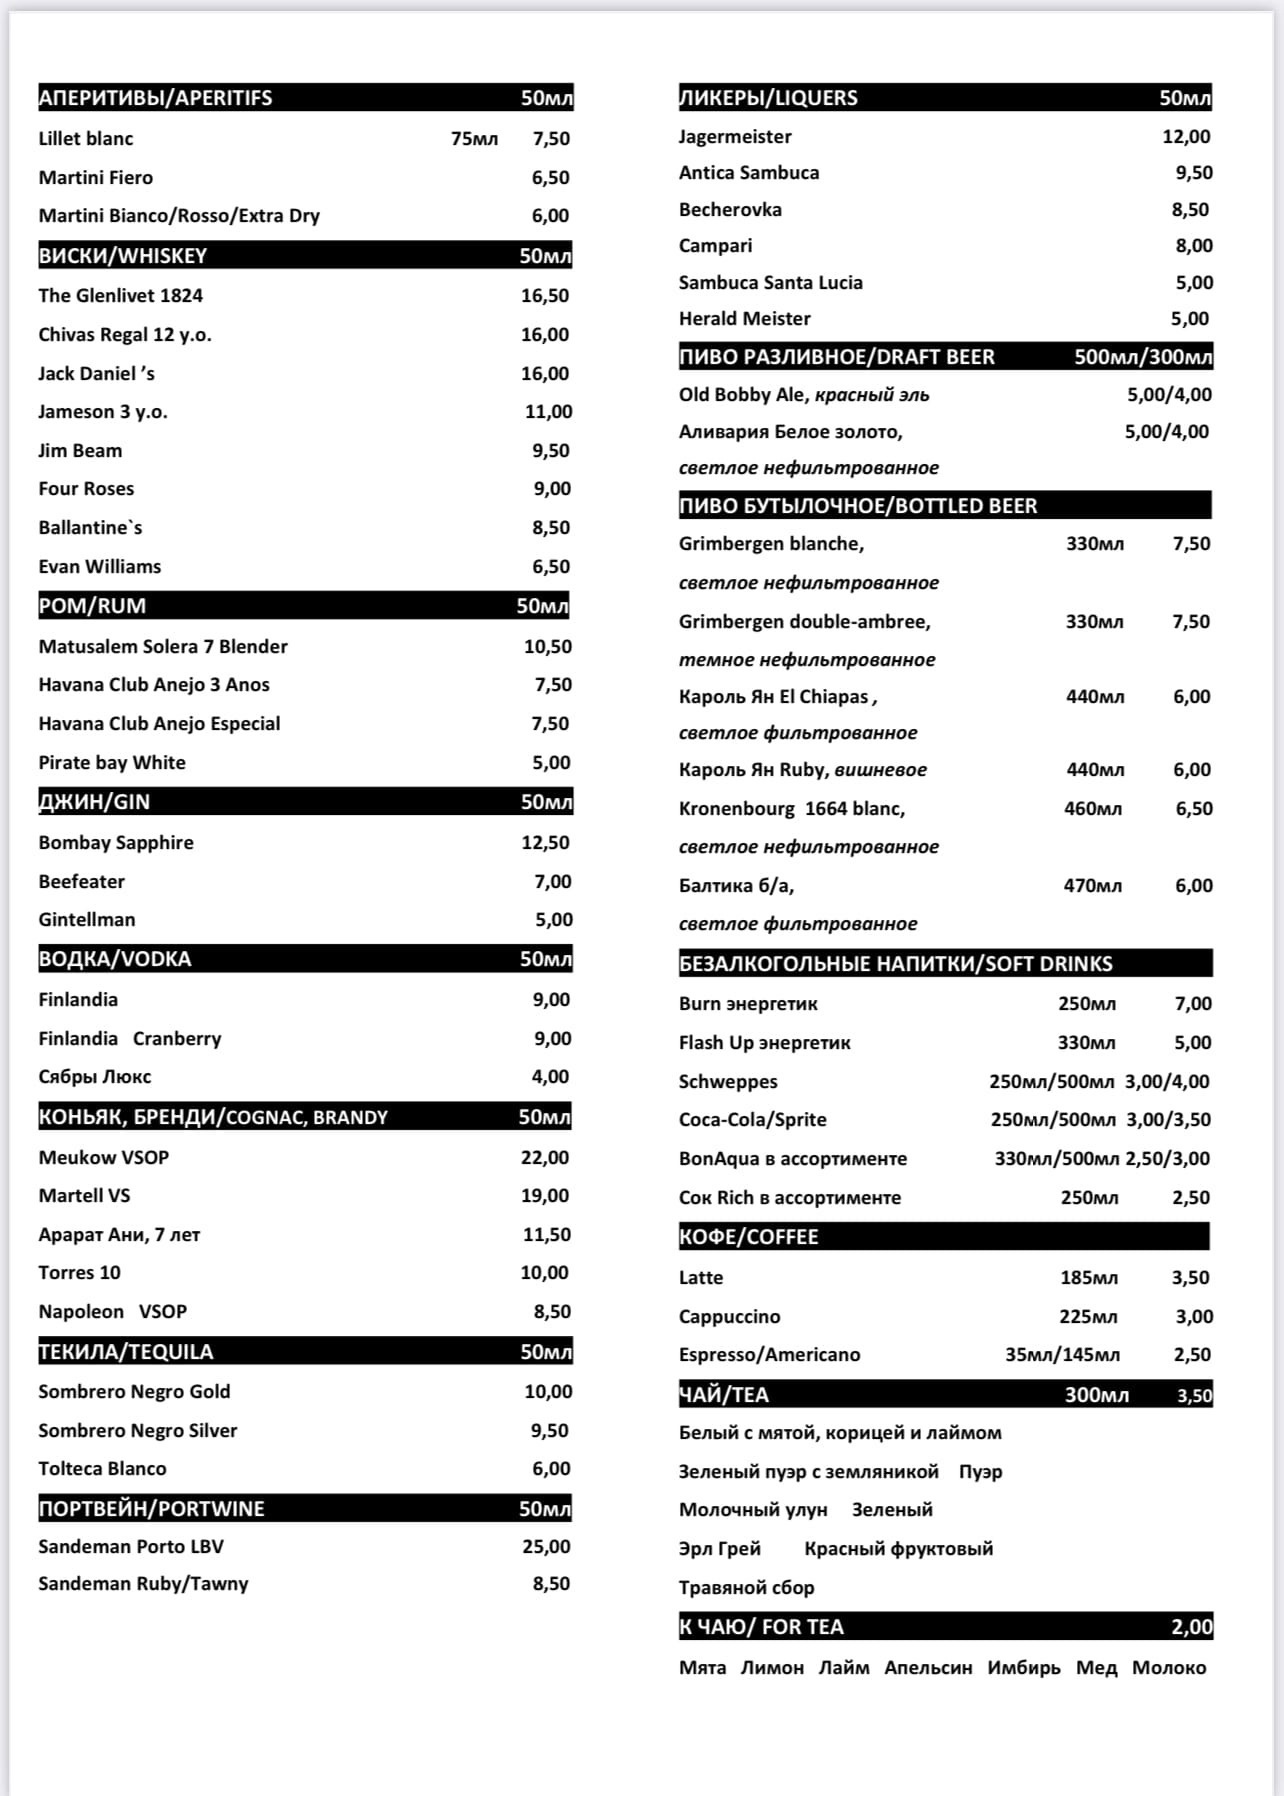 АПЕРИТИВЫ/APERITIFS 50мл
Lillet blanc 75мл 7,50
Martini Fiero 6,50
Martini Bianco/Rosso/Extra Dry 6,00
ВИСКИ/WHISKEY 50мл
The Glenlivet 1824 16,50
Chivas Regal 12 y.o. 16,00
Jack Daniel ’s 16,00
Jameson 3 y.o. 11,00
Jim Beam 9,50
Four Roses 9,00
Ballantine`s 8,50
Evan Williams 6,50
РОМ/RUM 50мл
Matusalem Solera 7 Blender 10,50
Havana Club Anejo 3 Anos 7,50
Havana Club Anejo Especial 7,50
Pirate bay White 5,00
ДЖИН/GIN 50мл
Bombay Sapphire 12,50
Beefeater 7,00
Gintellman 5,00
ВОДКА/VODKA 50мл
Finlandia 9,00
Finlandia Cranberry 9,00
Сябры Люкс 4,00
КОНЬЯК, БРЕНДИ/COGNAC, BRANDY 50мл
Meukow VSOP 22,00
Martell VS 19,00
Арарат Ани, 7 лет 11,50
Torres 10 10,00
Napoleon VSOP 8,50
ТЕКИЛА/TEQUILA 50мл
Sombrero Negro Gold 10,00
Sombrero Negro Silver 9,50
Tolteca Blanco 6,00
ПОРТВЕЙН/PORTWINE 50мл
Sandeman Porto LBV 25,00
Sandeman Ruby/Tawny 8,50
ЛИКЕРЫ/LIQUERS 50мл
Jagermeister 12,00
Antica Sambuca 9,50
Becherovka 8,50
Campari 8,00
Sambuca Santa Lucia 5,00
Herald Meister 5,00
ПИВО РАЗЛИВНОЕ/DRAFT BEER 500мл/300мл
Old Bobby Ale, красный эль 5,00/4,00
Аливария Белое золото, 5,00/4,00
светлое нефильтрованное
ПИВО БУТЫЛОЧНОЕ/BOTTLED BEER
Grimbergen blanche, 330мл 7,50
светлое нефильтрованное
Grimbergen double-ambree, 330мл 7,50
темное нефильтрованное
Кароль Ян El Chiapas , 440мл 6,00
светлое фильтрованное
Кароль Ян Ruby, вишневое 440мл 6,00
Kronenbourg 1664 blanc, 460мл 6,50
светлое нефильтрованное
Балтика б/а, 470мл 6,00
светлое фильтрованное
БЕЗАЛКОГОЛЬНЫЕ НАПИТКИ/SOFT DRINKS
Burn энергетик 250мл 7,00
Flash Up энергетик 330мл 5,00
Schweppes 250мл/500мл 3,00/4,00
Coca-Cola/Sprite 250мл/500мл 3,00/3,50
BonAqua в ассортименте 330мл/500мл 2,50/3,00
Сок Rich в ассортименте 250мл 2,50
КОФЕ/COFFEE
Latte 185мл 3,50
Cappuccino 225мл 3,00
Espresso/Americano 35мл/145мл 2,50
ЧАЙ/TEA 300мл 3,50
Белый с мятой, корицей и лаймом
Зеленый пуэр с земляникой Пуэр
Молочный улун Зеленый
Эрл Грей Красный фруктовый
Травяной сбор
К ЧАЮ/ FOR TEA 2,00
Мята Лимон Лайм Апельсин Имбирь Мед Молоко